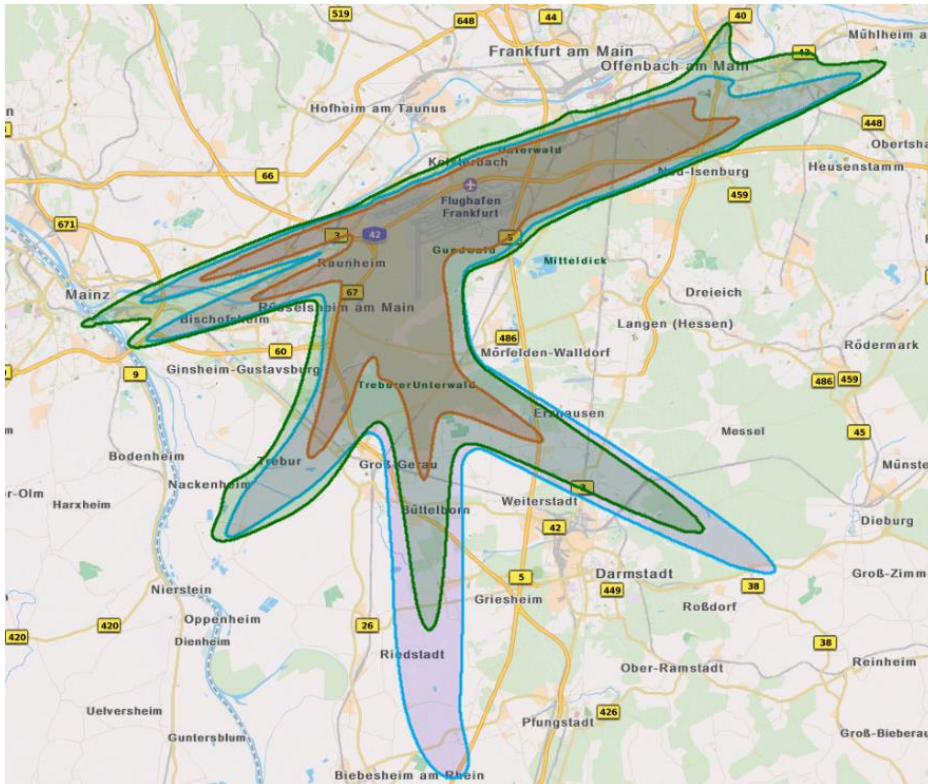 519
648
44
40
Mühlheim a
Frankfurt am Main
43
Offenbach am Main
Hofheim am Taunus
448
Obertsha
Unterwald
Kelsterbach
Heusenstamm
66
Neu-Isenburg
Flughafen
Frankfurt
459
671
3
42
5
Gundwald
Mitteldick
Raunheim
Mainz
67
Dreieich
Rüsselsheim am Main
Bischofsheim
Langen (Hessen)
486
Rödermark
60
Mörfelden-Walldorf
9
Ginsheim-Gustavsburg
486
459
Treburer Unterwald
Erzhausen
Messel
45
Bodenheim
Trebur
Groß-Gerau
Münste
Nackenheim
3
er-Olm
Harxheim
Weiterstadt
Büttelborn
Dieburg
42
Darmstadt
Groß-Zimm
5
38
Nierstein
449
Griesheim
Roßdorf
Oppenheim
420
420
26
Dienheim
38
Riedstadt
Reinheim
Ober-Ramstadt
Uelversheim
426
Pfungstadt
Guntersblum
Groß-Bieberau
Biebesheim am Rhein